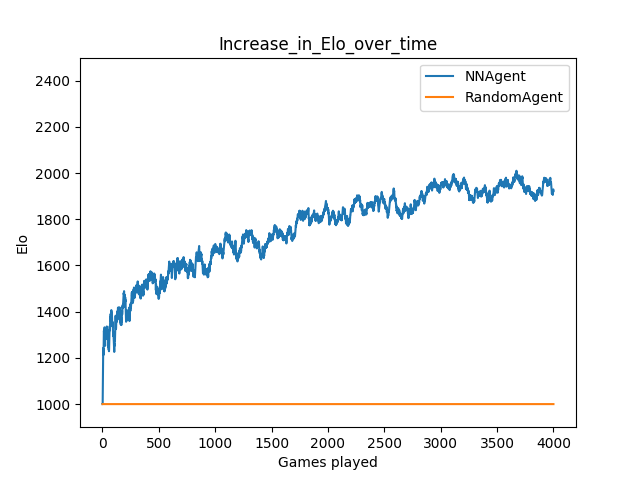 Increase_in_Elo_over_time
NNAgent
RandomAgent
2400
2200
2000
1800
1600
1400
1200
1000
Elo
0 500 1000 1500 2000 2500 3000 3500 4000
Games played